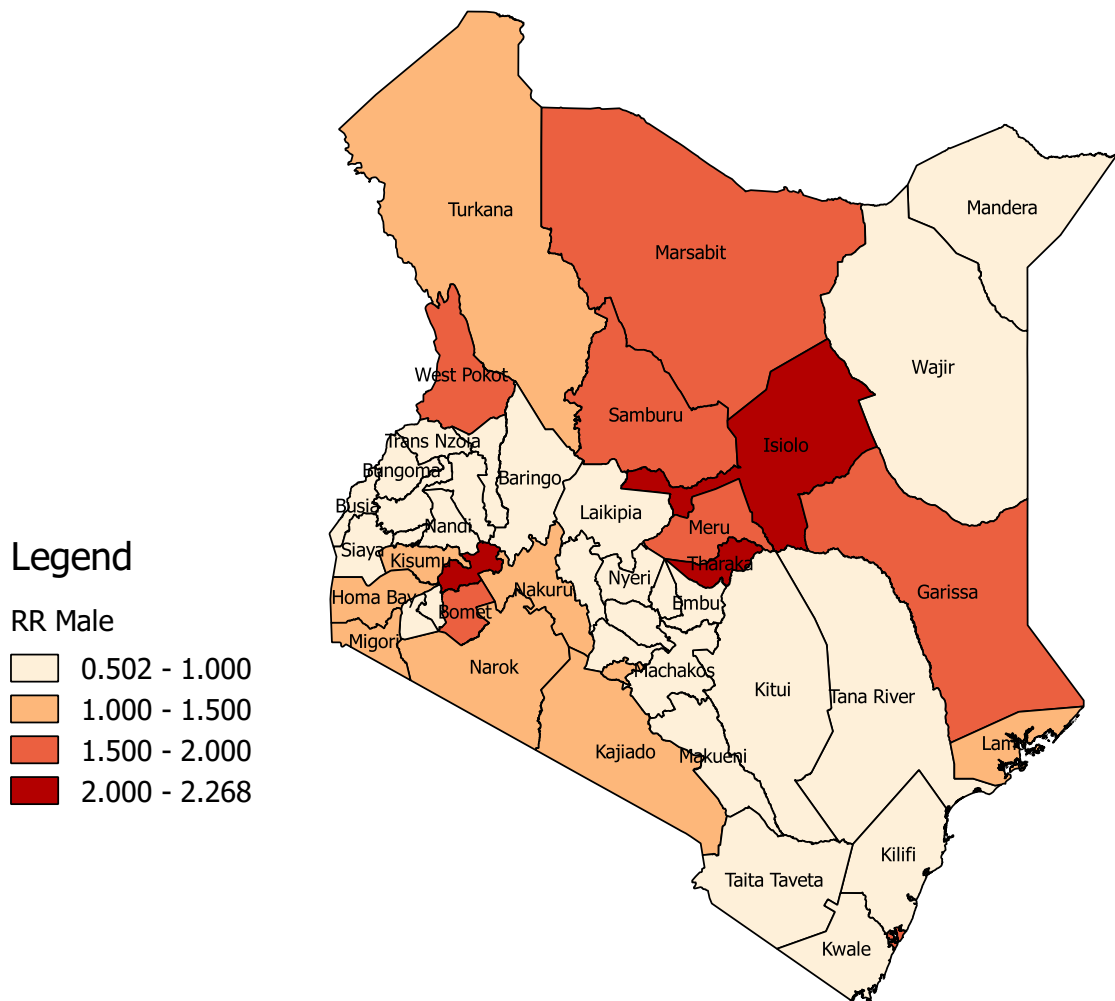 Turkana
Mandera
Marsabit
Wajir
West Pokot
Samburu
Isiolo
Trans Nzoia
Bungoma
Baringo
Busia
Laikipia
Nandi
Meru
Siaya
Kisumu
Tharaka
Nyeri
Nakuru
Garissa
Homa Bay
Bomet
Embu
Migori
Narok
Machakos
Kitui
Tana River
Kajiado
Makueni
Lamu
Kilifi
Taita Taveta
Kwale
Legend
RR Male
0.502 - 1.000
1.000 - 1.500
1.500 - 2.000
2.000 - 2.268